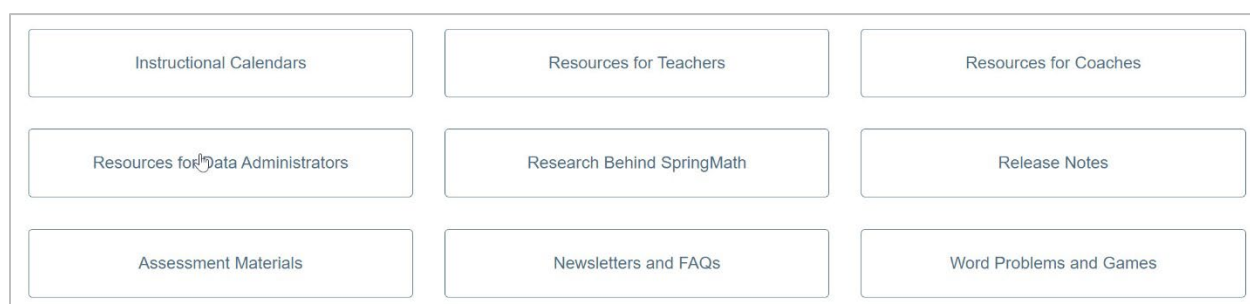 Instructional Calendars
Resources for Teachers
Resources for Coaches
Resources for Data Administrators
Research Behind SpringMath
Release Notes
Assessment Materials
Newsletters and FAQs
Word Problems and Games